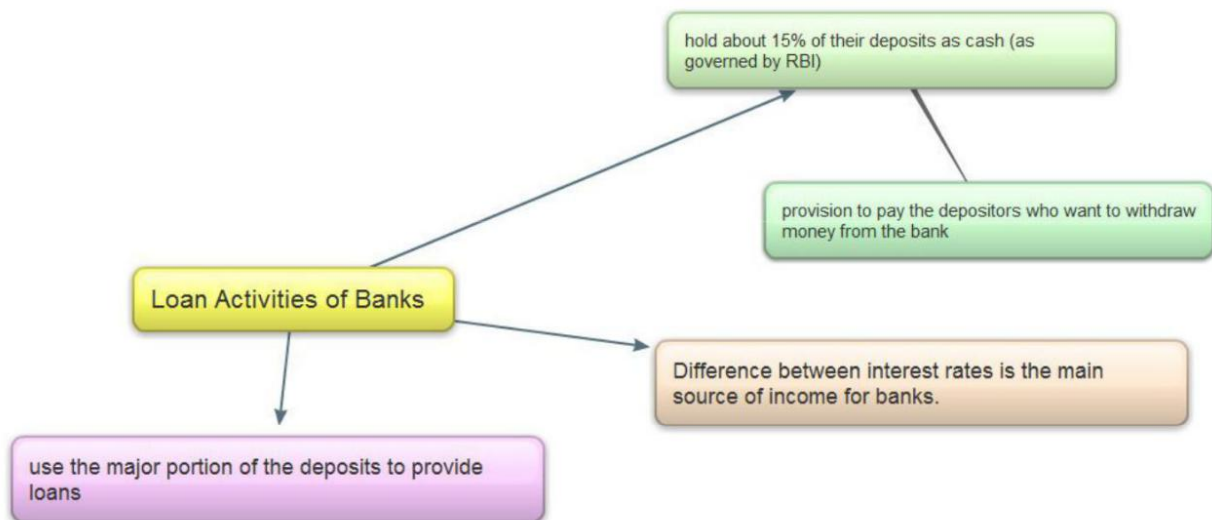 hold about 15% of their deposits as cash (as
governed by RBI)
provision to pay the depositors who want to withdraw
money from the bank
Loan Activities of Banks
Difference between interest rates is the main
source of income for banks.
use the major portion of the deposits to provide
loans